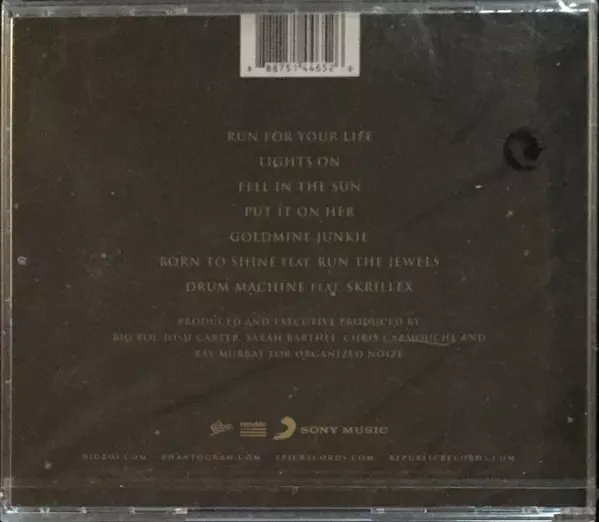 8 88751 44652 8
RUN FOR YOUR LIFE
LIGHTS ON
FELL IN THE SUN
PUT IT ON HER
GOLDMINE JUNKIE
BORN TO SHINE FEAT. RUN THE JEWELS
DRUM MACHINE FEAT. SKRILLEX
PRODUCED AND EXECUTIVE PRODUCED BY
BIG BOI, JOSH CARTER, SARAH BARTHEL, CHRIS CARMOUCHE AND
RAY MURRAY FOR ORGANIZED NOIZE
Epic republic SONY MUSIC
BIGBOI.COM PHANTOGRAM.COM EPICRECORDS.COM REPUBLICRECORDS.COM